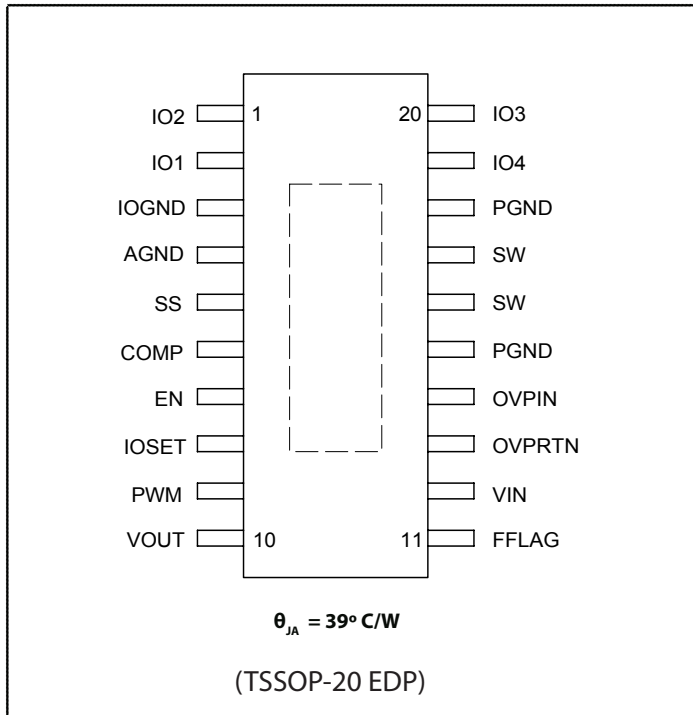 IO2 1 20 IO3
IO1 IO4
IOGND PGND
AGND SW
SS SW
COMP PGND
EN OVPIN
IOSET OVPRTN
PWM VIN
VOUT 10 11 FFLAG
θJA = 39º C/W
(TSSOP-20 EDP)